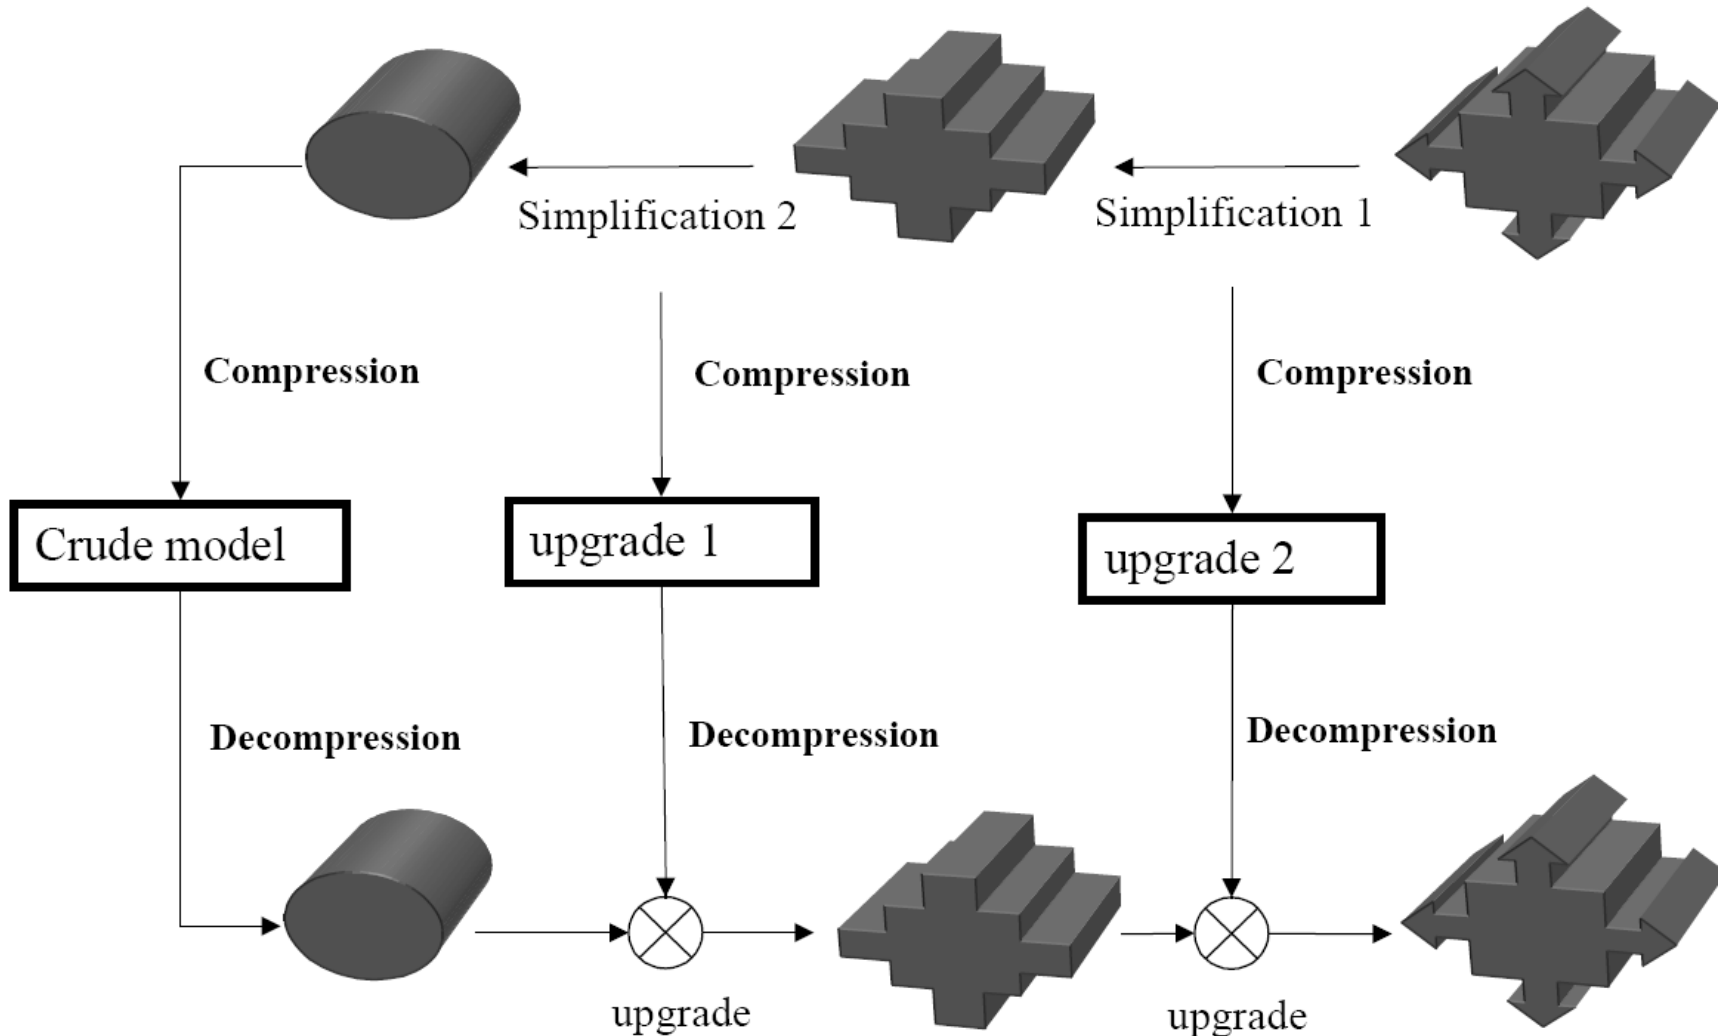 Simplification 2
Simplification 1
Compression
Compression
Compression
Crude model
upgrade 1
upgrade 2
Decompression
Decompression
Decompression
upgrade
upgrade